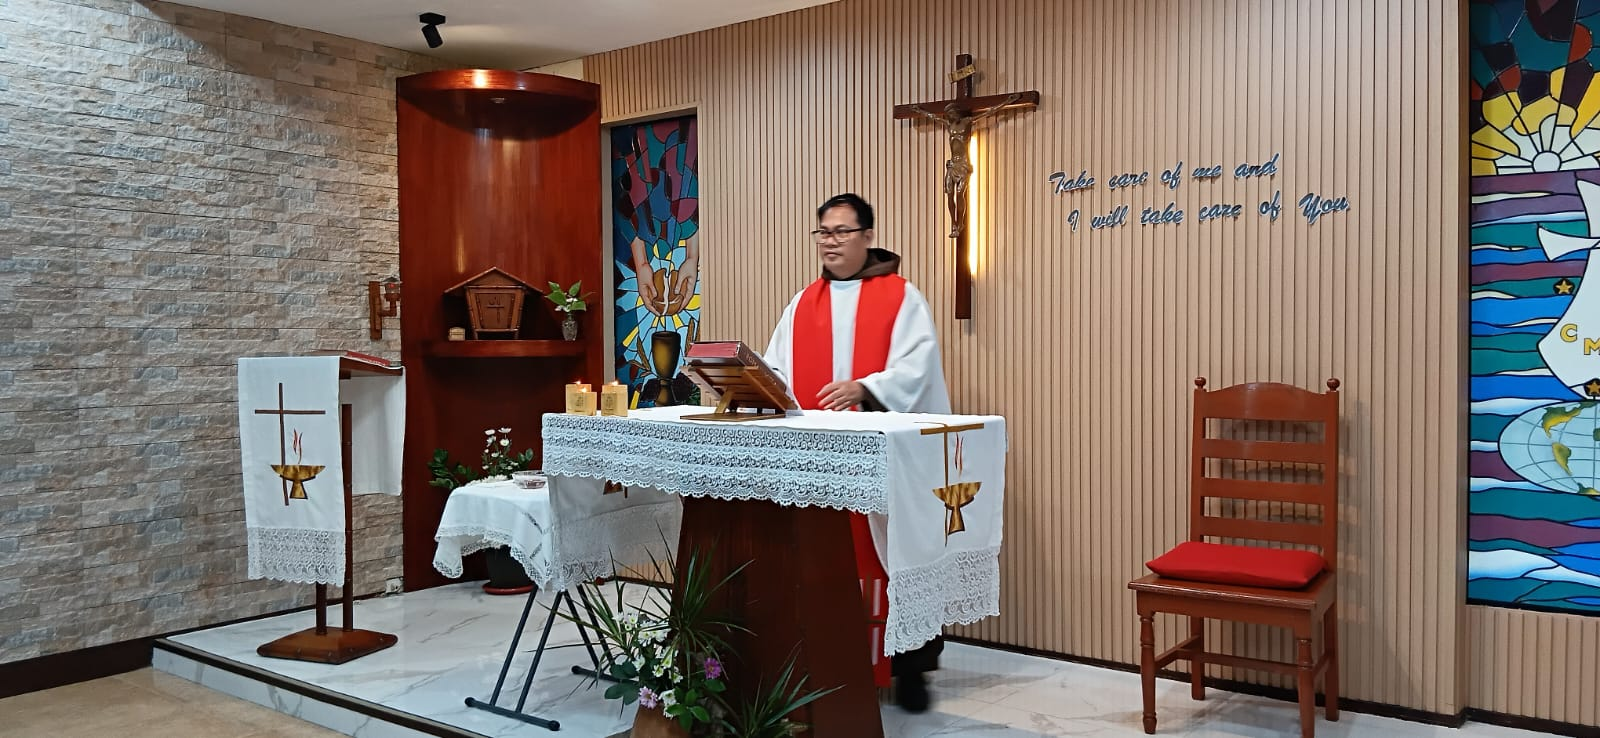 Take care of me and
I will take care of You
C
M